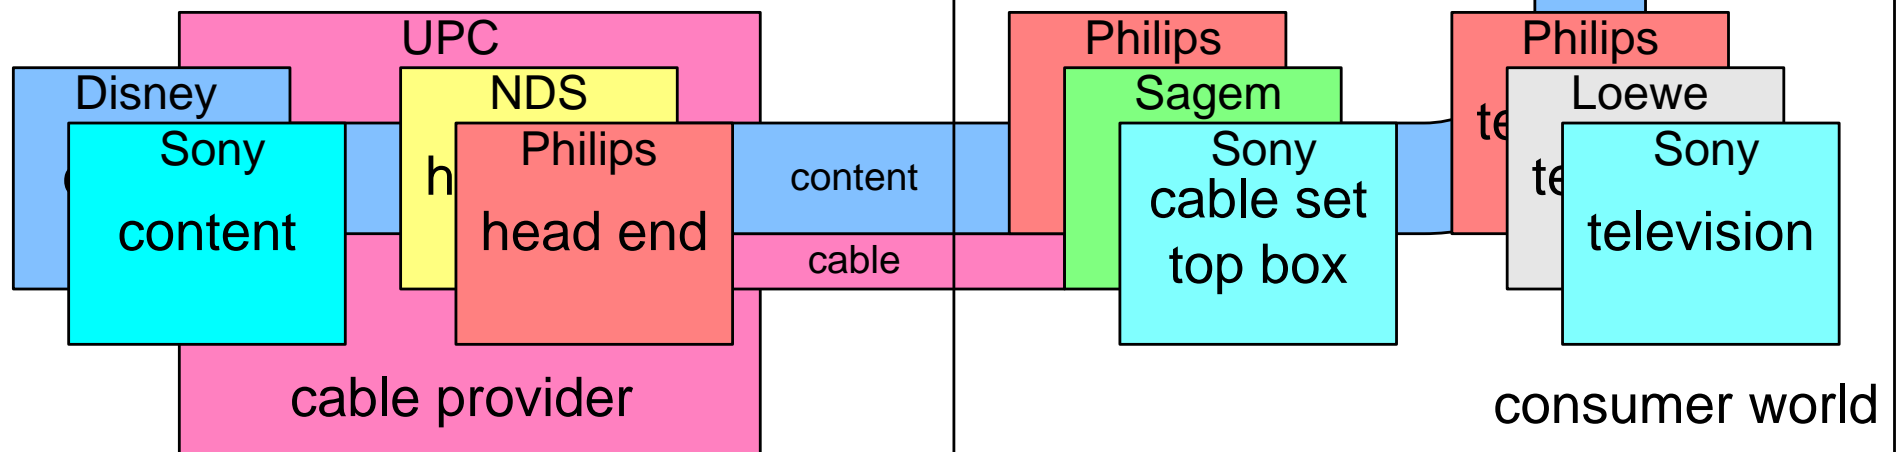 UPC
Disney
NDS
Sony
content
Philips
head end
cable provider
content
cable
Philips
Sagem
Sony
cable set
top box
Philips
Loewe
Sony
television
consumer world